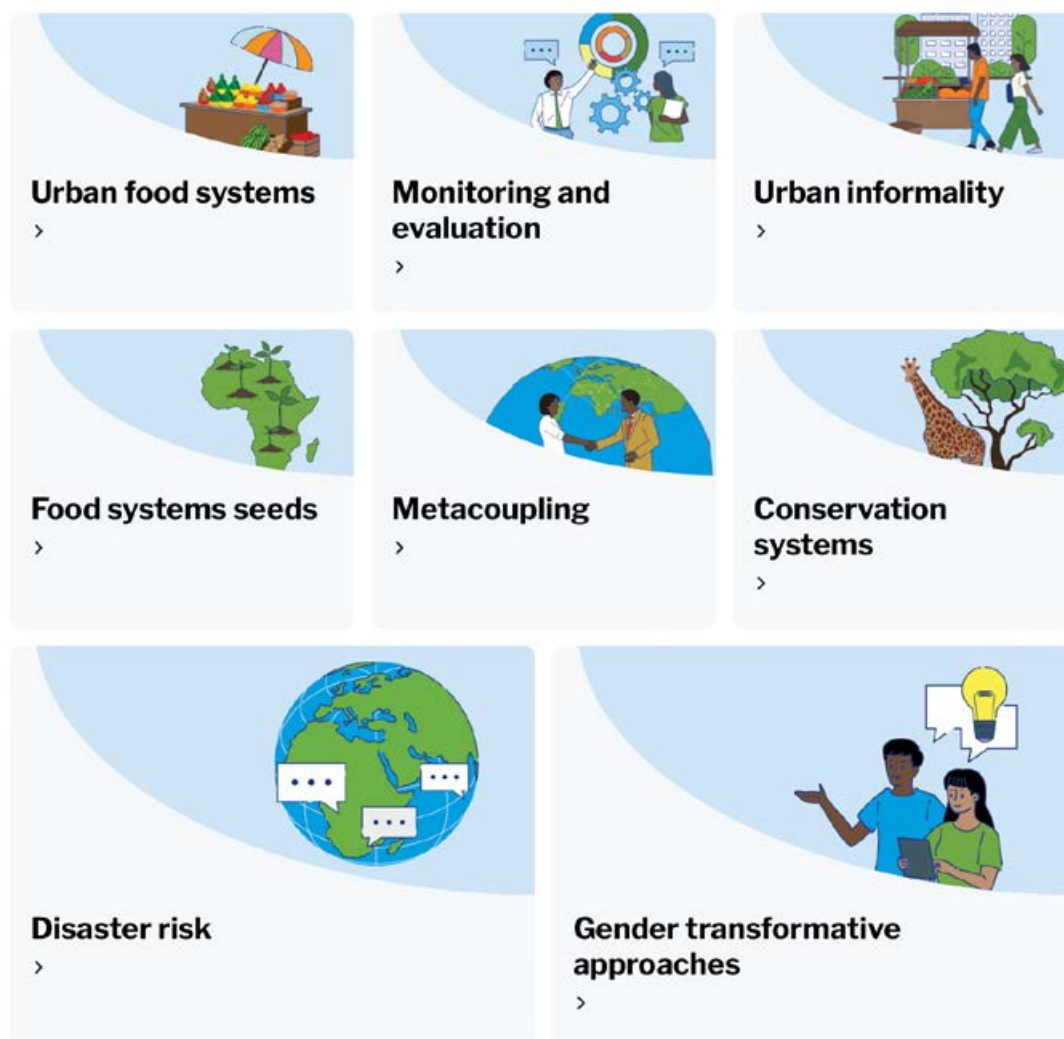 Urban food systems
>
Monitoring and
evaluation
>
Urban informality
>
Food systems seeds
>
Metacoupling
>
Conservation
systems
>
Disaster risk
>
Gender transformative
approaches
>